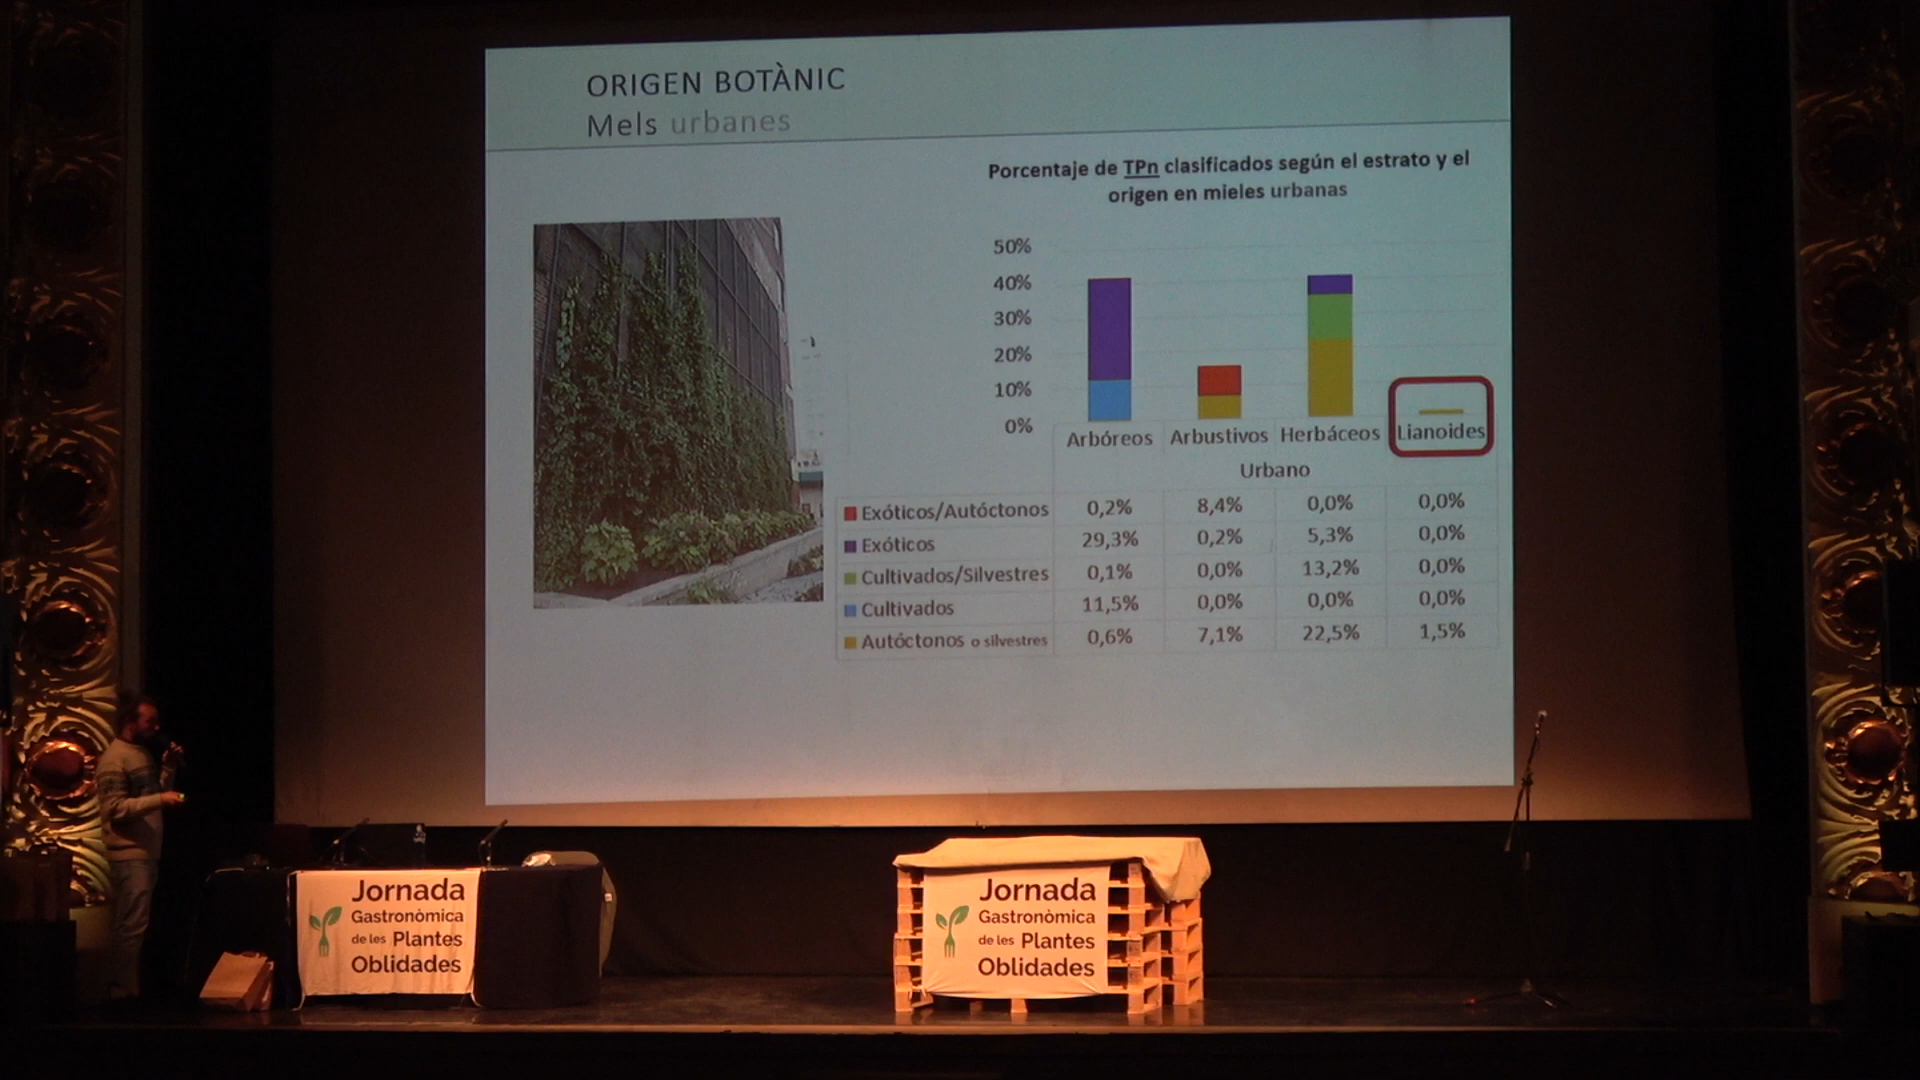 ORIGEN BOTÀNIC
Mels urbanes
Porcentaje de TPn clasificados según el estrato y el
origen en mieles urbanas
50%
40%
30%
20%
10%
0%
Arbóreos Arbustivos Herbáceos Lianoides
Urbano
Exóticos/Autóctonos 0,2% 8,4% 0,0% 0,0%
Exóticos 29,3% 0,2% 5,3% 0,0%
Cultivados/Silvestres 0,1% 0,0% 13,2% 0,0%
Cultivados 11,5% 0,0% 0,0% 0,0%
Autóctonos o silvestres 0,6% 7,1% 22,5% 1,5%
Jornada
Gastronòmica
de les Plantes
Oblidades
Jornada
Gastronòmica
de les Plantes
Oblidades